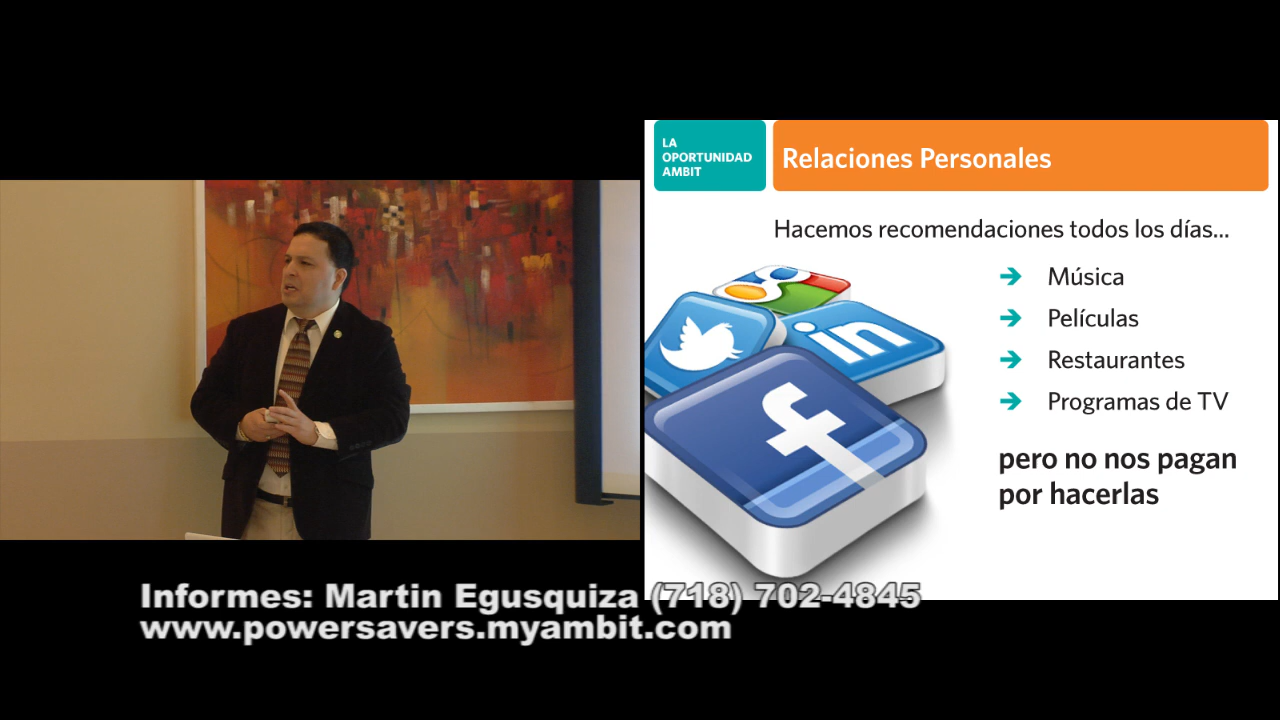 LA
OPORTUNIDAD
AMBIT
Relaciones Personales
Hacemos recomendaciones todos los días...
Música
Películas
Restaurantes
Programas de TV
pero no nos pagan
por hacerlas
in
f
Informes: Martin Egusquiza (718) 702-4845
www.powersavers.myambit.com